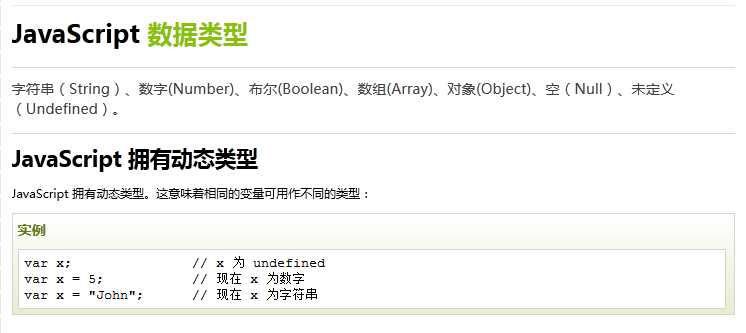 JavaScript 数据类型
字符串（String）、数字(Number)、布尔(Boolean)、数组(Array)、对象(Object)、空（Null）、未定义
（Undefined）。
JavaScript 拥有动态类型
JavaScript 拥有动态类型。这意味着相同的变量可用作不同的类型：
实例
var x;               // x 为 undefined
var x = 5;           // 现在 x 为数字
var x = "John";      // 现在 x 为字符串